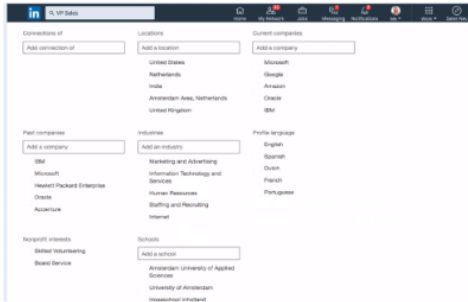 in
VP Sales
Home
My Network
Jobs
Messaging
Notifications
Me
Work
Sales Nav
Connections of
Add connection of
Locations
Add a location
United States
Netherlands
India
Amsterdam Area, Netherlands
United Kingdom
Current companies
Add a company
Microsoft
Google
Amazon
Oracle
IBM
Past companies
Add a company
IBM
Microsoft
Hewlett Packard Enterprise
Oracle
Accenture
Industries
Add an industry
Marketing and Advertising
Information Technology and
Services
Human Resources
Staffing and Recruiting
Internet
Profile language
English
Spanish
Dutch
French
Portuguese
Nonprofit interests
Skilled Volunteering
Board Service
Schools
Add a school
Amsterdam University of Applied
Sciences
University of Amsterdam
Hogeschool Inholland